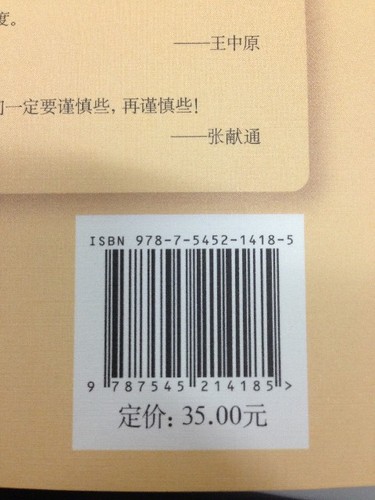 度。
——王中原
一定要谨慎些，再谨慎些！
——张献通
ISBN 978-7-5452-1418-5
9 787545 214185 >
定价：35.00元